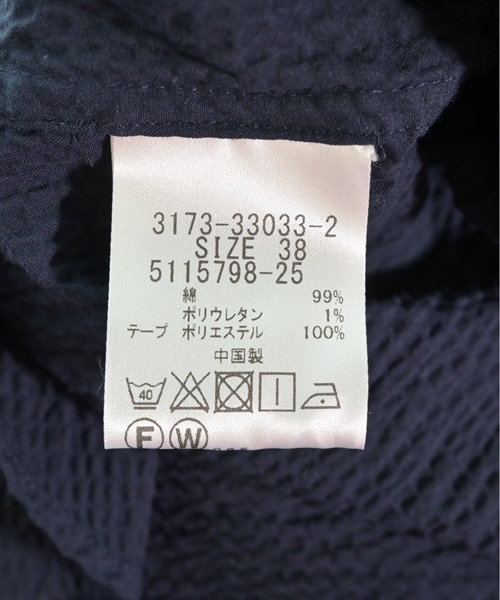 3173-33033-2
SIZE 38
5115798-25
綿 99%
ポリウレタン 1%
テープ ポリエステル 100%
中国製
40
F W